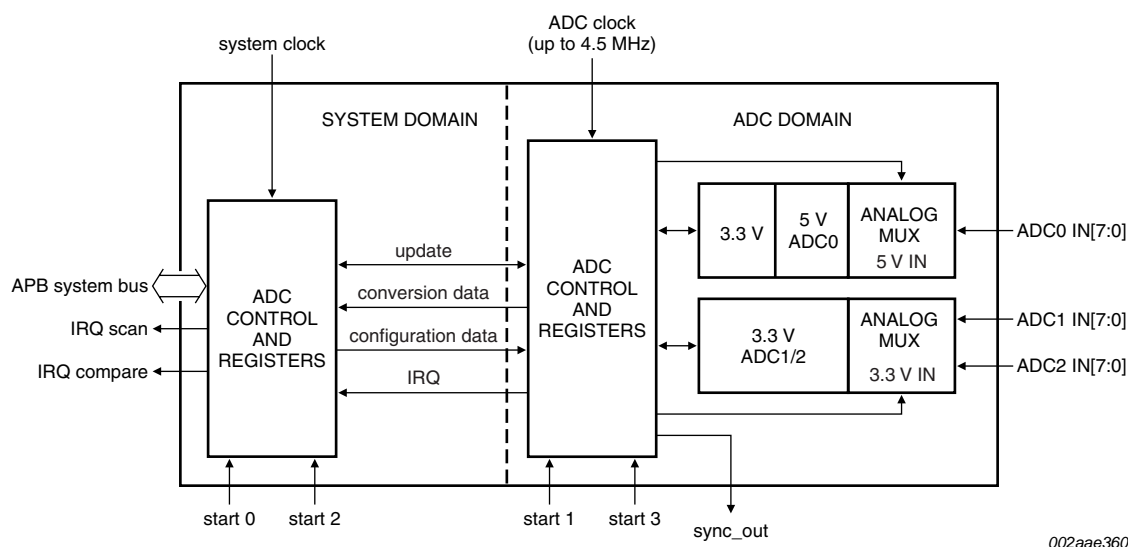 ADC clock
(up to 4.5 MHz)
system clock
SYSTEM DOMAIN
ADC DOMAIN
3.3 V
5 V
ADC0
ANALOG
MUX
5 V IN
ADC0 IN[7:0]
update
conversion data
configuration data
IRQ
APB system bus
IRQ scan
IRQ compare
ADC
CONTROL
AND
REGISTERS
ADC
CONTROL
AND
REGISTERS
3.3 V
ADC1/2
ANALOG
MUX
3.3 V IN
ADC1 IN[7:0]
ADC2 IN[7:0]
start 0
start 2
start 1
start 3
sync_out
002aae360